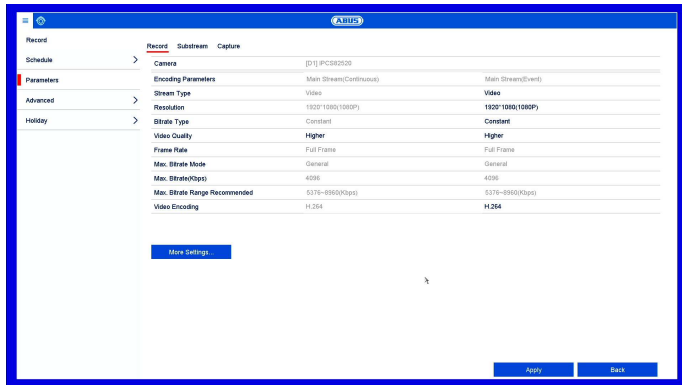 ABUS
Record
Schedule
Parameters
Advanced
Holiday
Record Substream Capture
Camera [D1] IPCS82520
Encoding Parameters Main Stream(Continuous) Main Stream(Event)
Stream Type Video Video
Resolution 1920*1080(1080P) 1920*1080(1080P)
Bitrate Type Constant Constant
Video Quality Higher Higher
Frame Rate Full Frame Full Frame
Max. Bitrate Mode General General
Max. Bitrate(Kbps) 4096 4096
Max. Bitrate Range Recommended 5376~8960(Kbps) 5376~8960(Kbps)
Video Encoding H.264 H.264
More Settings...
Apply Back